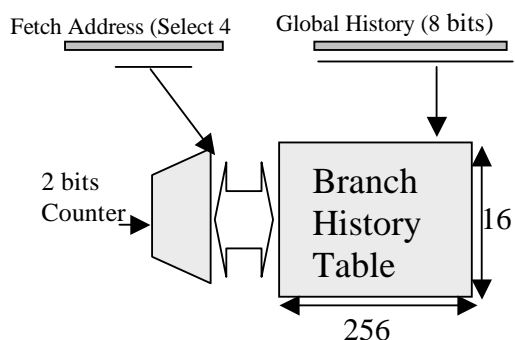 Fetch Address (Select 4
Global History (8 bits)
2 bits
Counter
Branch
History
Table
16
256